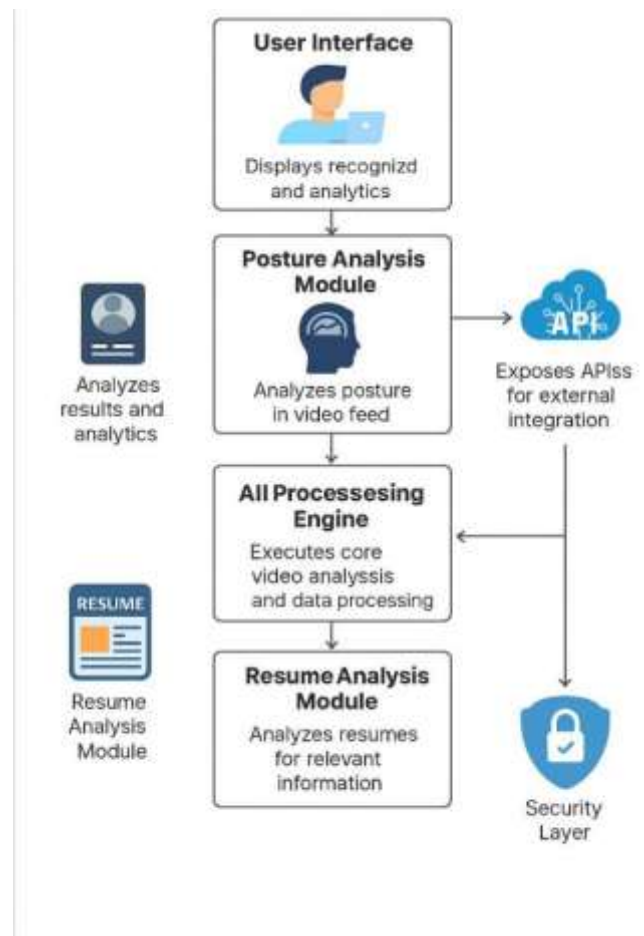 User Interface
Displays recognizd
and analytics
Posture Analysis
Module
Analyzes posture
in video feed
Analyzes
results and
analytics
API
Exposes APIss
for external
integration
All Processesing
Engine
Executes core
video analyssis
and data processing
RESUME
Resume
Analysis
Module
Resume Analysis
Module
Analyzes resumes
for relevant
information
Security
Layer